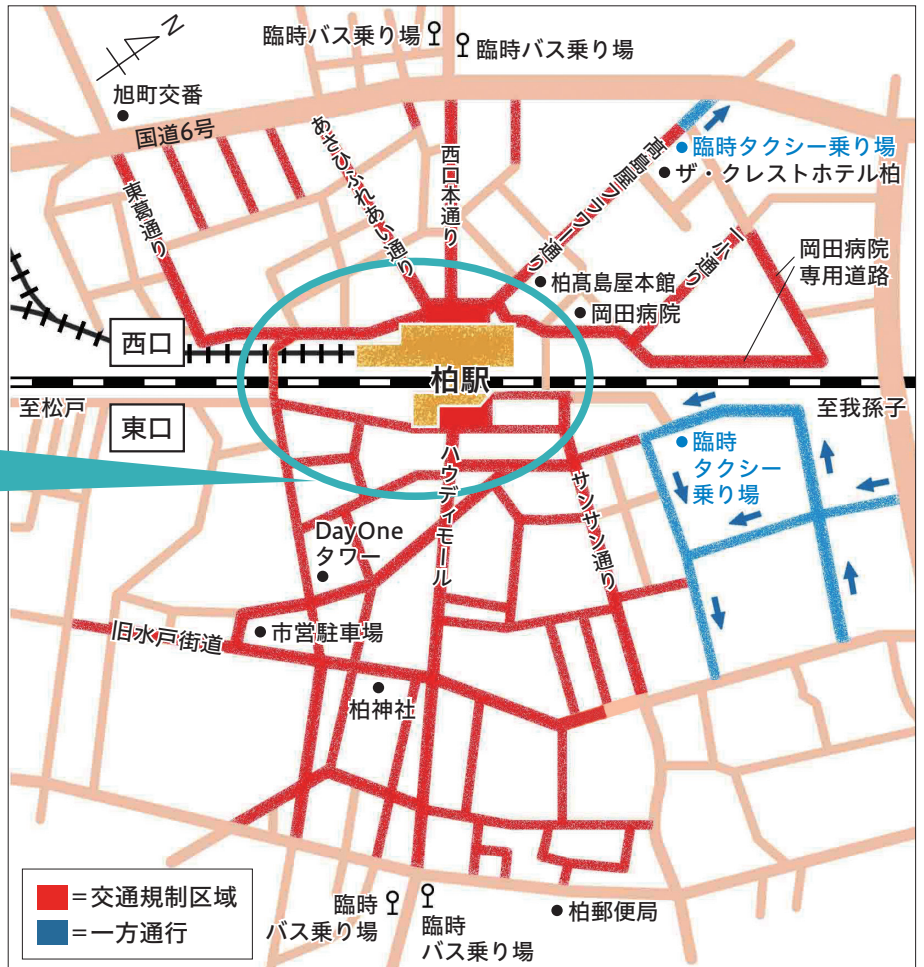 N
臨時バス乗り場
臨時バス乗り場
旭町交番
国道6号
あさひふれあい通り
西口本通り
髙島屋フラワー通り
臨時タクシー乗り場
ザ・クレストホテル柏
東葛通り
一小通り
岡田病院
専用道路
柏髙島屋本館
岡田病院
西口
柏駅
至松戸
至我孫子
東口
ハウディモール
サンサン通り
臨時
タクシー
乗り場
DayOne
タワー
旧水戸街道
市営駐車場
柏神社
=交通規制区域
=一方通行
臨時
バス乗り場
臨時
バス乗り場
柏郵便局